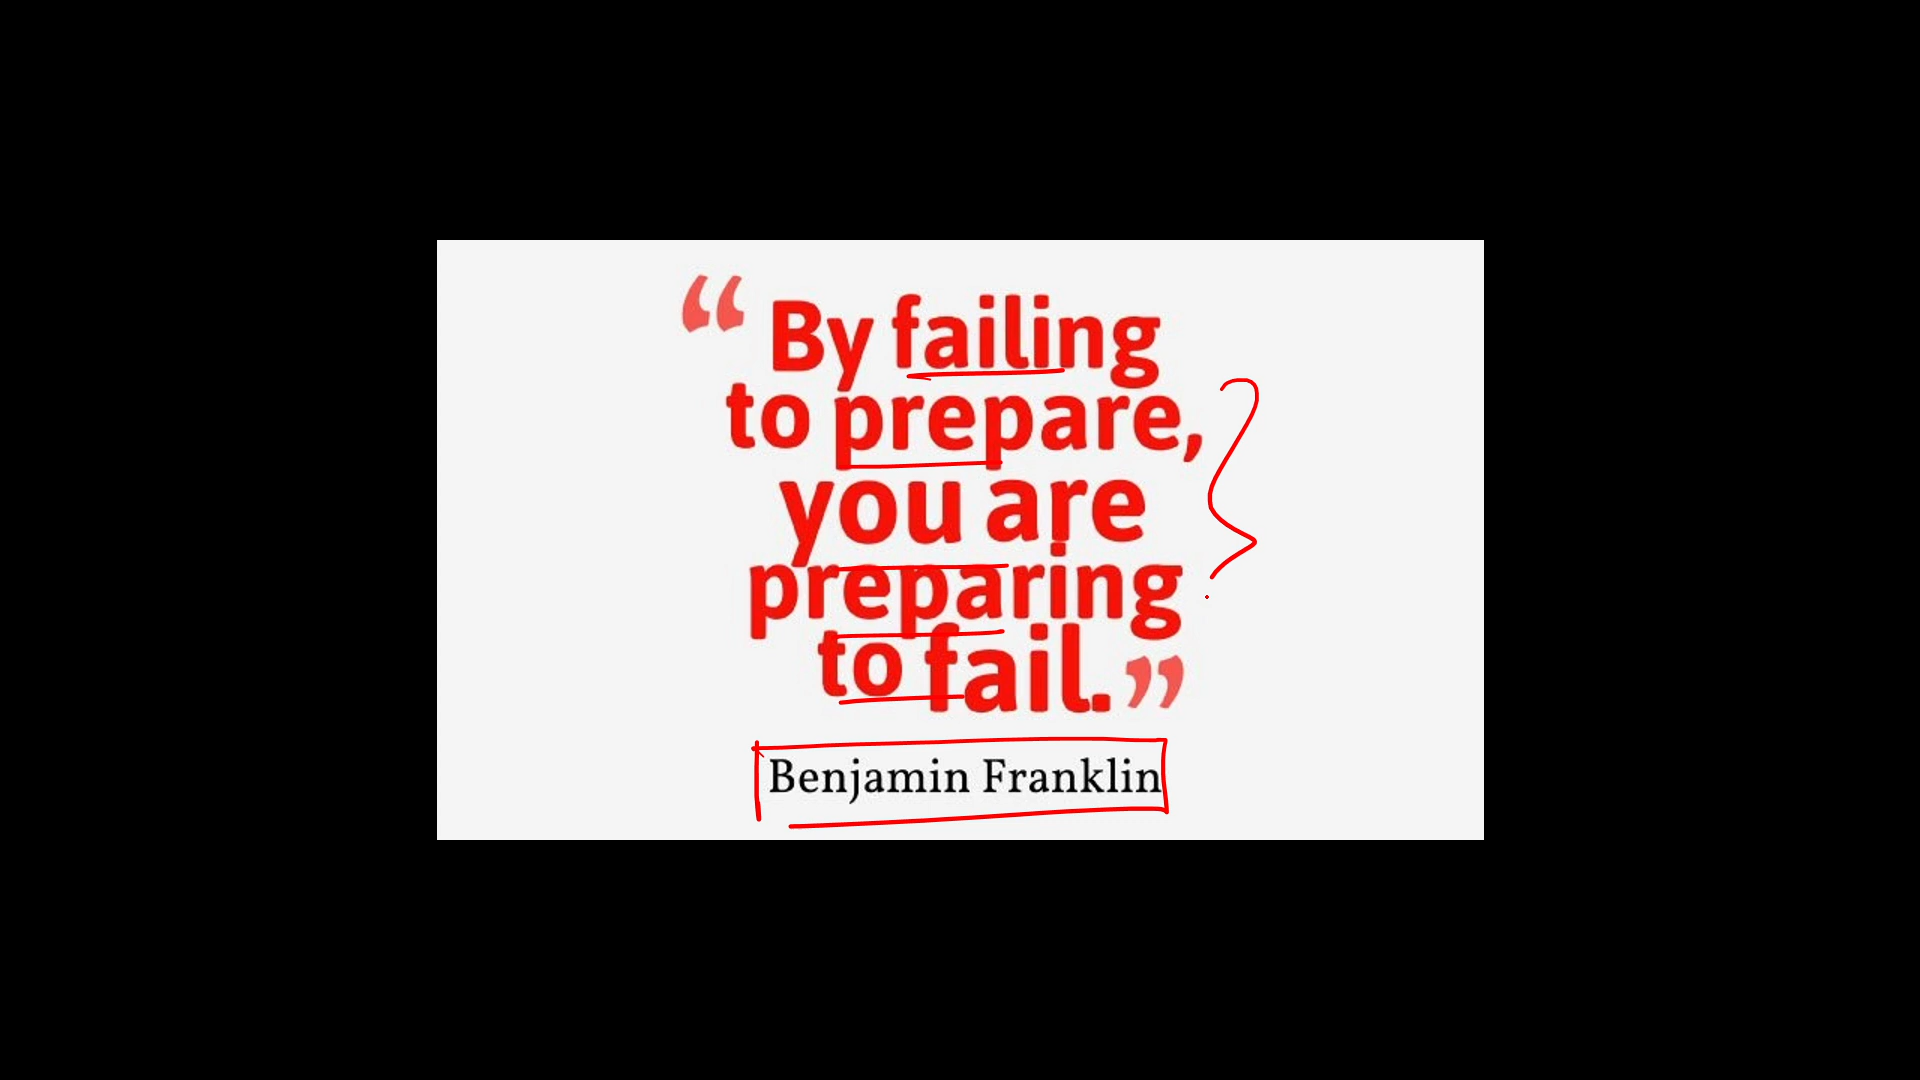 “ By failing
to prepare,
you are
preparing
to fail.”
Benjamin Franklin